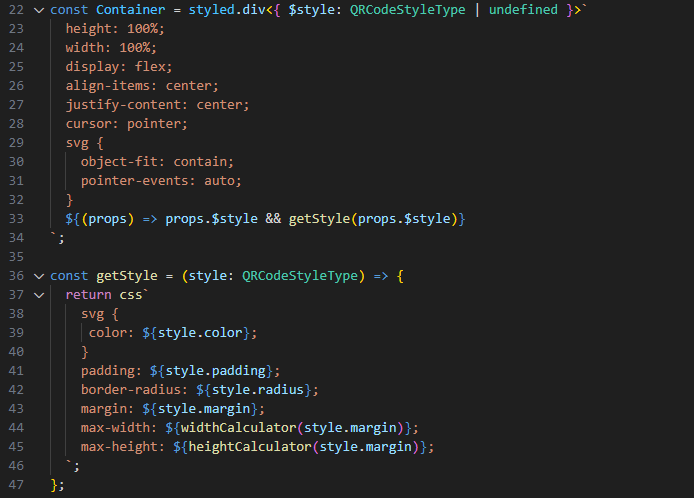 22 const Container = styled.div<{ $style: QRCodeStyleType | undefined }>`
23   height: 100%;
24   width: 100%;
25   display: flex;
26   align-items: center;
27   justify-content: center;
28   cursor: pointer;
29   svg {
30     object-fit: contain;
31     pointer-events: auto;
32   }
33   ${(props) => props.$style && getStyle(props.$style)}
34 `;
35
36 const getStyle = (style: QRCodeStyleType) => {
37   return css`
38     svg {
39      color: ${style.color};
40     }
41     padding: ${style.padding};
42     border-radius: ${style.radius};
43     margin: ${style.margin};
44     max-width: ${widthCalculator(style.margin)};
45     max-height: ${heightCalculator(style.margin)};
46   `;
47 };